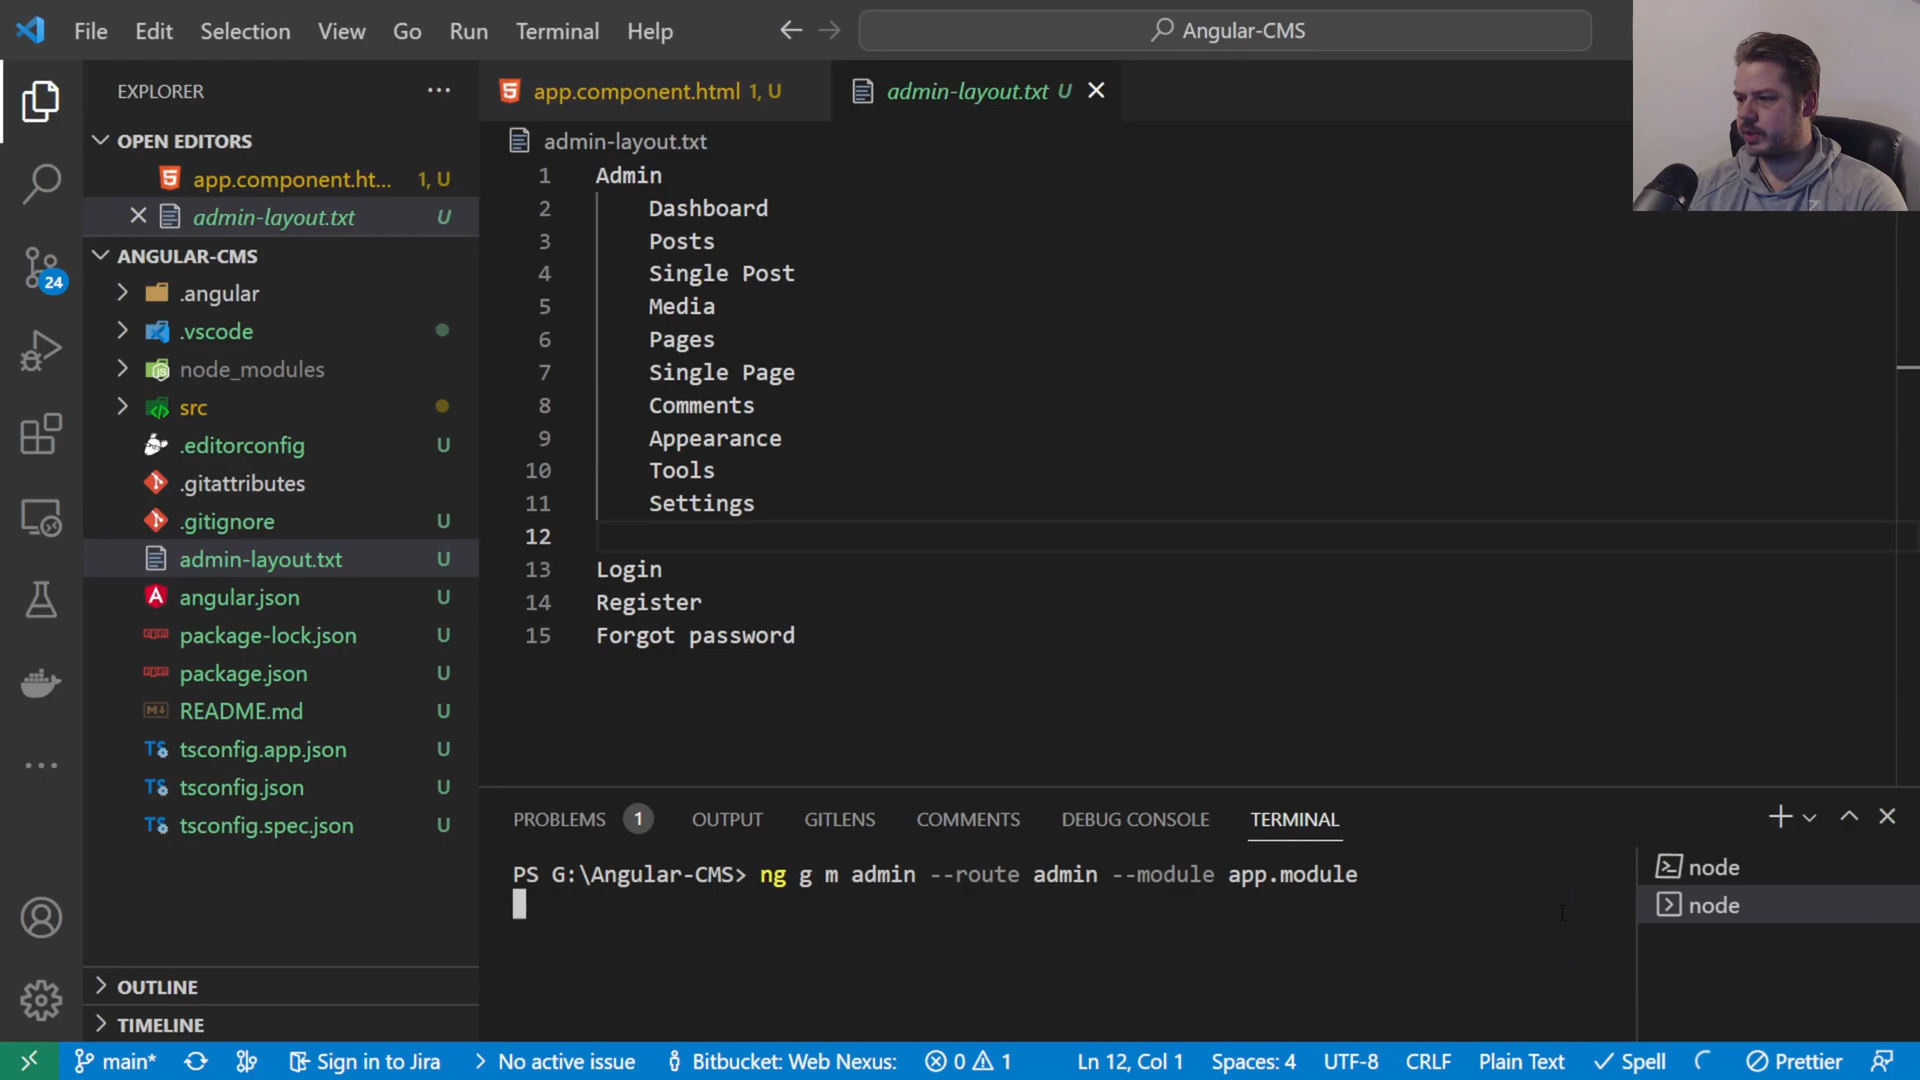 File Edit Selection View Go Run Terminal Help
Angular-CMS
EXPLORER
OPEN EDITORS
app.component.ht... 1, U
admin-layout.txt U
ANGULAR-CMS
.angular
.vscode
node_modules
src
.editorconfig U
.gitattributes
.gitignore U
admin-layout.txt U
angular.json U
package-lock.json U
package.json U
README.md U
tsconfig.app.json U
tsconfig.json U
tsconfig.spec.json U
OUTLINE
TIMELINE
24
app.component.html 1, U
admin-layout.txt U
admin-layout.txt
1 Admin
2 Dashboard
3 Posts
4 Single Post
5 Media
6 Pages
7 Single Page
8 Comments
9 Appearance
10 Tools
11 Settings
12
13 Login
14 Register
15 Forgot password
PROBLEMS 1 OUTPUT GITLENS COMMENTS DEBUG CONSOLE TERMINAL
PS G:\Angular-CMS> ng g m admin --route admin --module app.module
node
node
main* Sign in to Jira No active issue Bitbucket: Web Nexus: 0 1 Ln 12, Col 1 Spaces: 4 UTF-8 CRLF Plain Text Spell Prettier